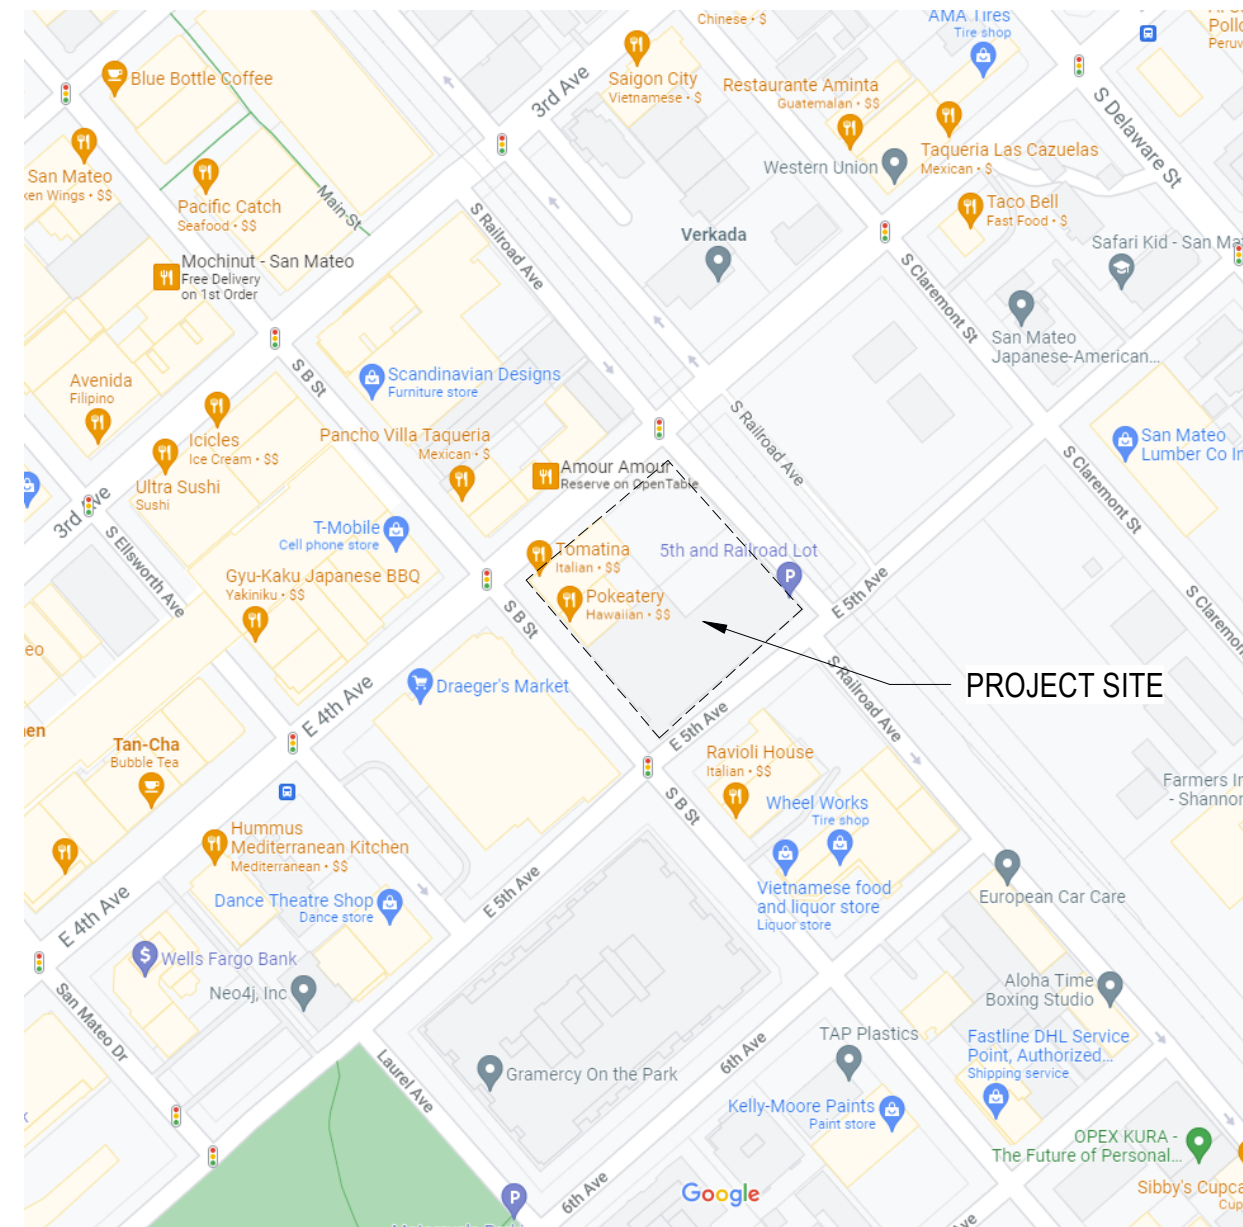 Chinese • $
AMA Tires
Tire shop
Peruv
Blue Bottle Coffee
3rd Ave
Saigon City
Vietnamese • $
Restaurante Aminta
Guatemalan • $$
S Delaware St
San Mateo
ken Wings • $$
Pacific Catch
Seafood • $$
Main St
Western Union
Taqueria Las Cazuelas
Mexican • $
Taco Bell
Fast Food • $
S Railroad Ave
Verkada
Safari Kid - San Mat
Mochinut - San Mateo
Free Delivery
on 1st Order
S Claremont St
San Mateo
Japanese-American...
S B St
Avenida
Filipino
Scandinavian Designs
Furniture store
S Railroad Ave
Icicles
Ice Cream • $$
Pancho Villa Taqueria
Mexican • $
San Mateo
Lumber Co In
S Claremont St
Ultra Sushi
Sushi
Amour Amour
Reserve on OpenTable
3rd Ave
S Ellsworth Ave
T-Mobile
Cell phone store
Tomatina
Italian • $$
5th and Railroad Lot
P
Gyu-Kaku Japanese BBQ
Yakiniku • $$
Pokeatery
Hawaiian • $$
S B St
E 5th Ave
S Claremon
eo
Draeger's Market
S Railroad Ave
PROJECT SITE
E 4th Ave
en
Tan-Cha
Bubble Tea
E 5th Ave
Ravioli House
Italian • $$
S B St
Wheel Works
Tire shop
Farmers In
- Shannon
Hummus
Mediterranean Kitchen
Mediterranean • $$
Vietnamese food
and liquor store
Liquor store
European Car Care
Dance Theatre Shop
Dance store
E 5th Ave
E 4th Ave
$
Wells Fargo Bank
Neo4j, Inc
Aloha Time
Boxing Studio
San Mateo Dr
Laurel Ave
Gramercy On the Park
6th Ave
TAP Plastics
Fastline DHL Service
Point, Authorized...
Shipping service
Kelly-Moore Paints
Paint store
OPEX KURA -
The Future of Personal...
6th Ave
P
Google
Sibby's Cupca
Cup
ve